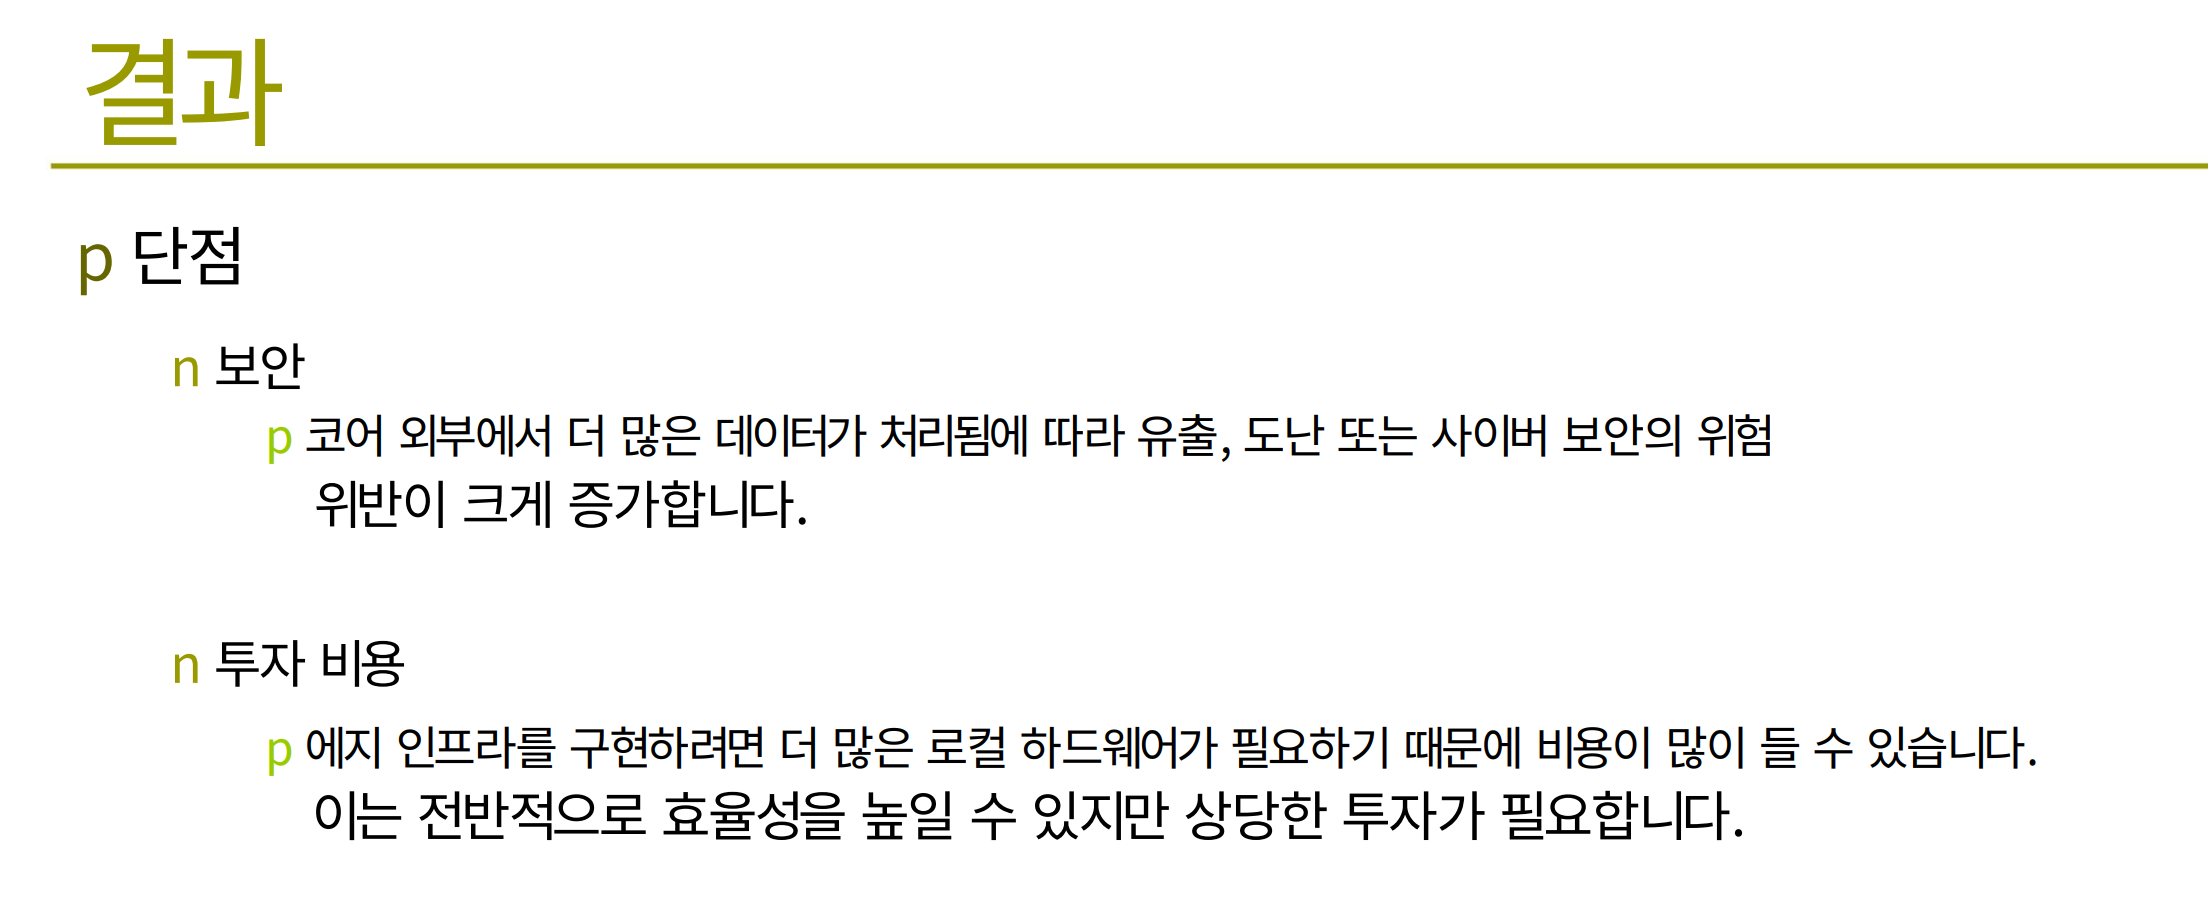 결과
p 단점
n 보안
p 코어 외부에서 더 많은 데이터가 처리됨에 따라 유출, 도난 또는 사이버 보안의 위험
위반이 크게 증가합니다.
n 투자 비용
p 에지 인프라를 구현하려면 더 많은 로컬 하드웨어가 필요하기 때문에 비용이 많이 들 수 있습니다.
이는 전반적으로 효율성을 높일 수 있지만 상당한 투자가 필요합니다.